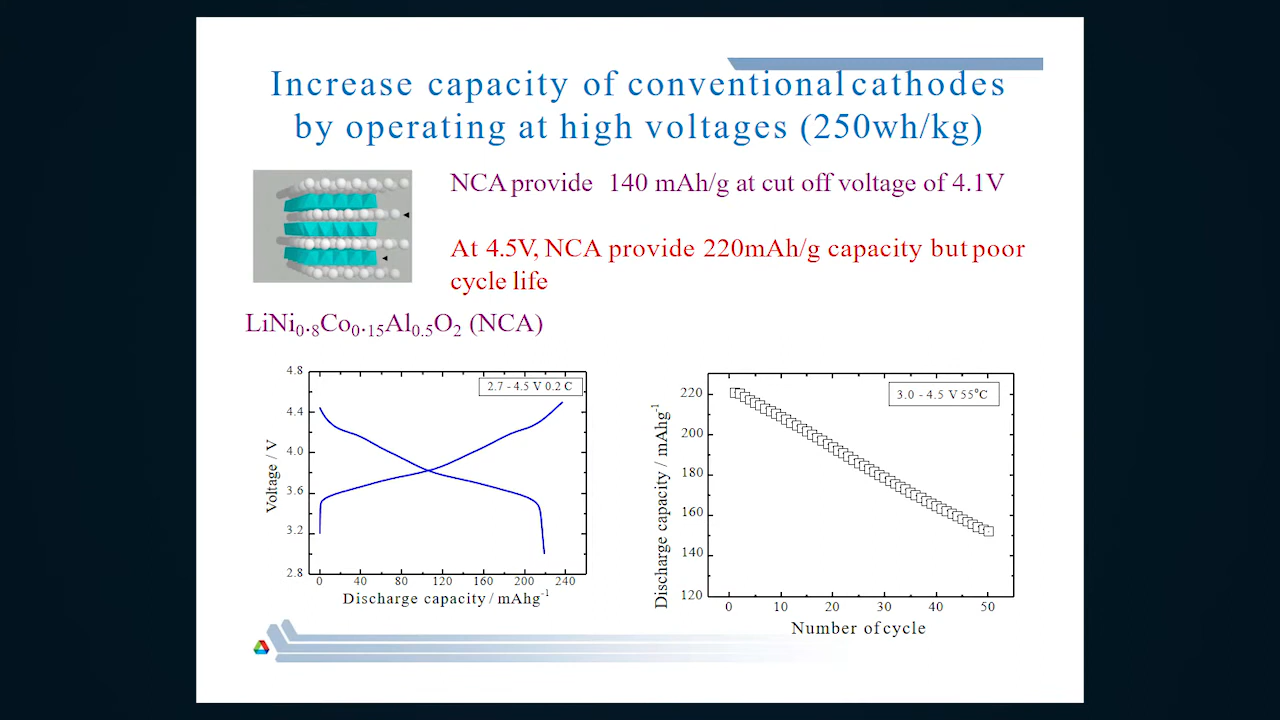 Increase capacity of conventional cathodes
by operating at high voltages (250wh/kg)
NCA provide 140 mAh/g at cut off voltage of 4.1V
At 4.5V, NCA provide 220mAh/g capacity but poor
cycle life
LiNi₀.₈Co₀.₁₅Al₀.₅O₂ (NCA)
2.7 - 4.5 V 0.2 C
Voltage / V
4.8
4.4
4.0
3.6
3.2
2.8
0 40 80 120 160 200 240
Discharge capacity / mAhg⁻¹
3.0 - 4.5 V 55⁰C
Discharge capacity / mAhg⁻¹
220
200
180
160
140
120
0 10 20 30 40 50
Number of cycle